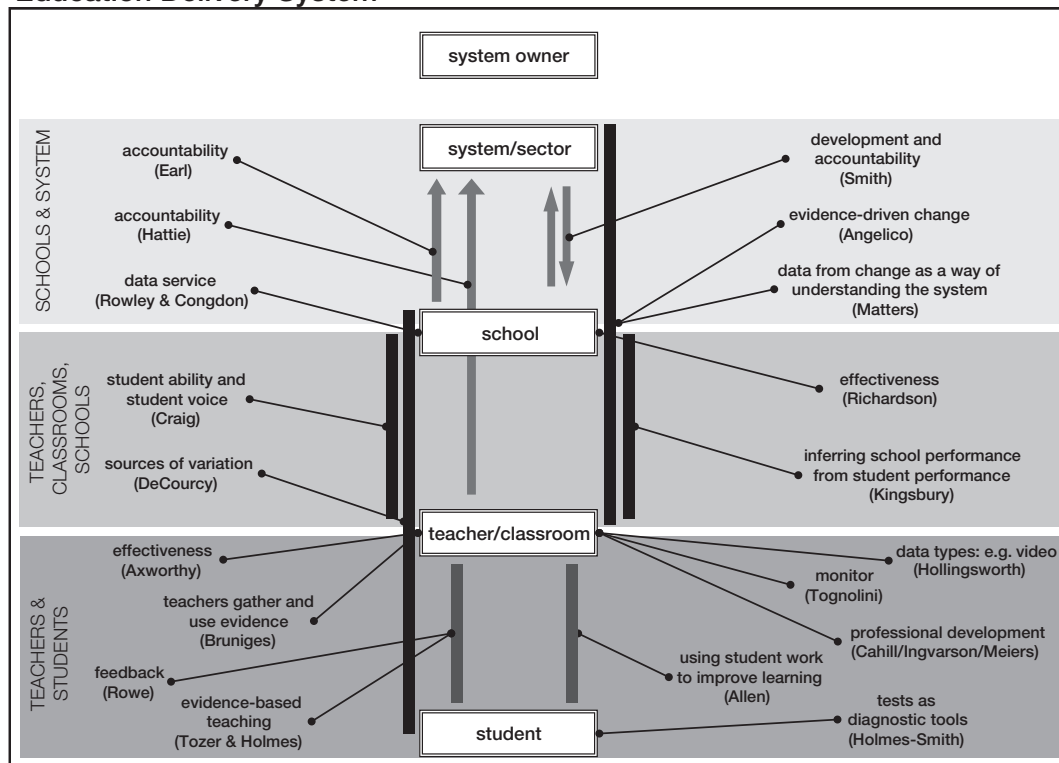 Education Delivery System
system owner
SCHOOLS & SYSTEM
system/sector
accountability
(Earl)
accountability
(Hattie)
data service
(Rowley & Congdon)
development and
accountability
(Smith)
evidence-driven change
(Angelico)
data from change as a way of
understanding the system
(Matters)
school
TEACHERS,
CLASSROOMS,
SCHOOLS
student ability and
student voice
(Craig)
sources of variation
(DeCourcy)
effectiveness
(Richardson)
inferring school performance
from student performance
(Kingsbury)
teacher/classroom
TEACHERS &
STUDENTS
effectiveness
(Axworthy)
teachers gather and
use evidence
(Bruniges)
feedback
(Rowe)
evidence-based
teaching
(Tozer & Holmes)
data types: e.g. video
(Hollingsworth)
monitor
(Tognolini)
professional development
(Cahill/Ingvarson/Meiers)
using student work
to improve learning
(Allen)
tests as
diagnostic tools
(Holmes-Smith)
student